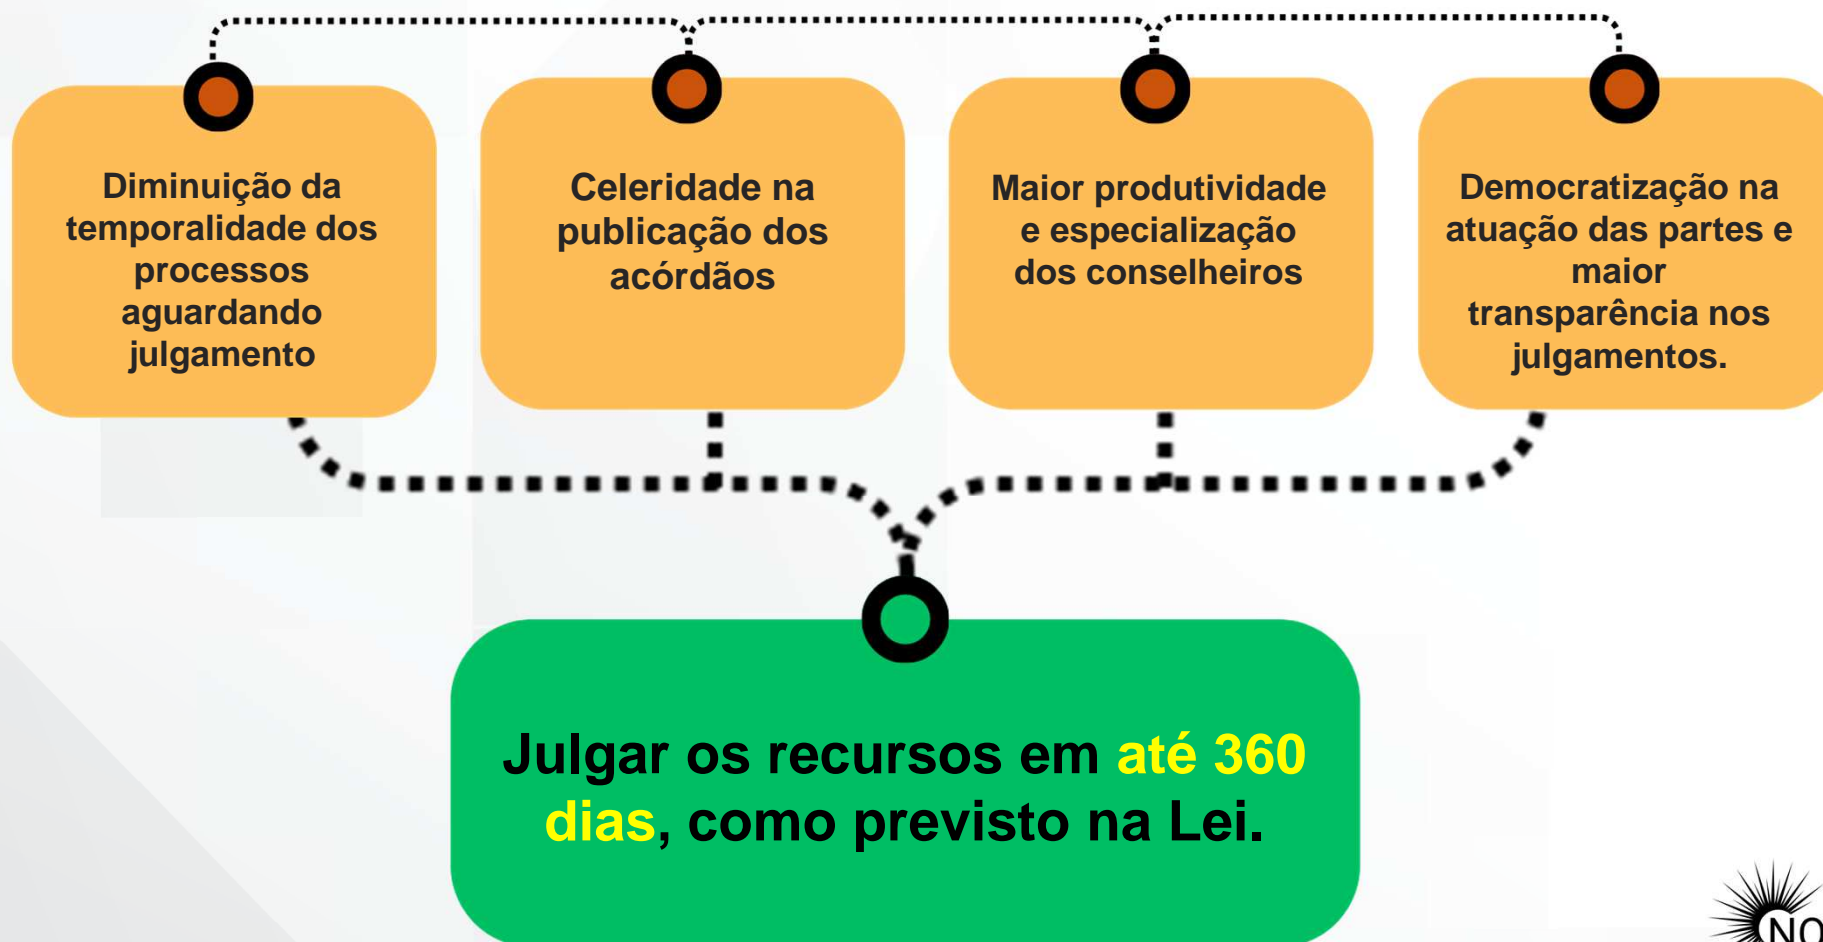 Diminuição da
temporalidade dos
processos
aguardando
julgamento
Celeridade na
publicação dos
acórdãos
Maior produtividade
e especialização
dos conselheiros
Democratização na
atuação das partes e
maior
transparência nos
julgamentos.
Julgar os recursos em até 360
dias, como previsto na Lei.